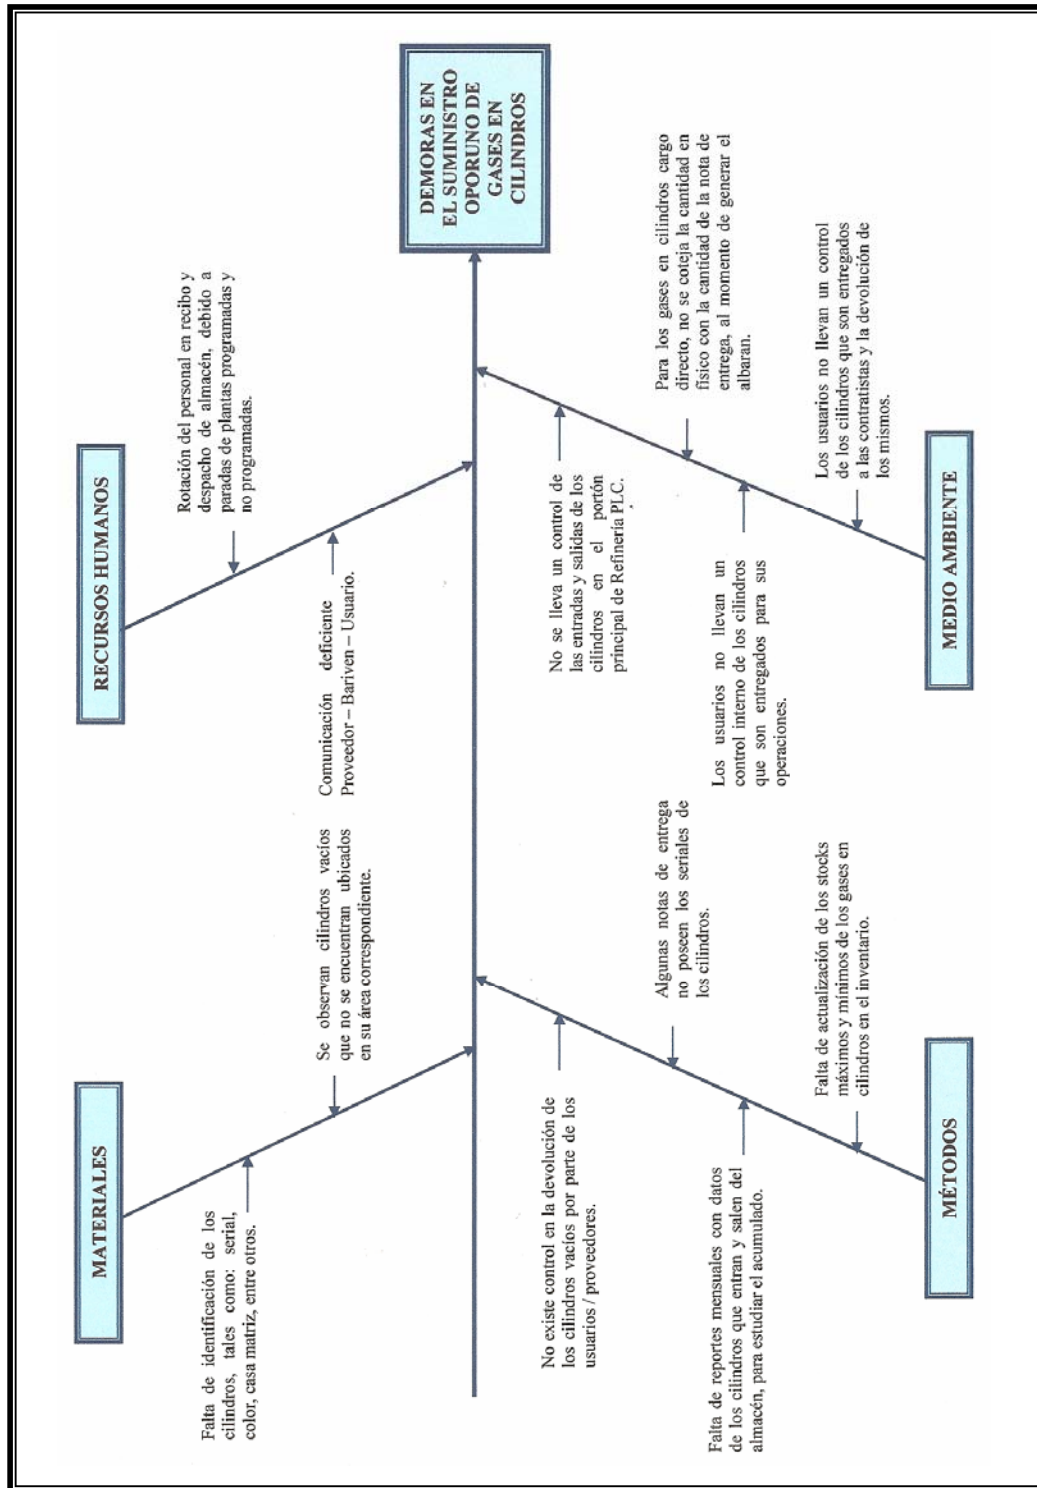 MATERIALES
Falta de identificación de los
cilindros, tales como: serial,
color, casa matriz, entre otros.
Se observan cilindros vacíos
que no se encuentran ubicados
en su área correspondiente.
RECURSOS HUMANOS
Rotación del personal en recibo y
despacho de almacén, debido a
paradas de plantas programadas y
no programadas.
Comunicación deficiente
Proveedor – Bariven – Usuario.
DEMORAS EN
EL SUMINISTRO
OPORUNO DE
GASES EN
CILINDROS
No existe control en la devolución de
los cilindros vacíos por parte de los
usuarios / proveedores.
Algunas notas de entrega
no poseen los seriales de
los cilindros.
Falta de reportes mensuales con datos
de los cilindros que entran y salen del
almacén, para estudiar el acumulado.
Falta de actualización de los stocks
máximos y mínimos de los gases en
cilindros en el inventario.
MÉTODOS
No se lleva un control de
las entradas y salidas de los
cilindros en el portón
principal de Refinería PLC.
Para los gases en cilindros cargo
directo, no se coteja la cantidad en
físico con la cantidad de la nota de
entrega, al momento de generar el
albaran.
Los usuarios no llevan un
control interno de los cilindros
que son entregados para sus
operaciones.
Los usuarios no llevan un control
de los cilindros que son entregados
a las contratistas y la devolución de
los mismos.
MEDIO AMBIENTE